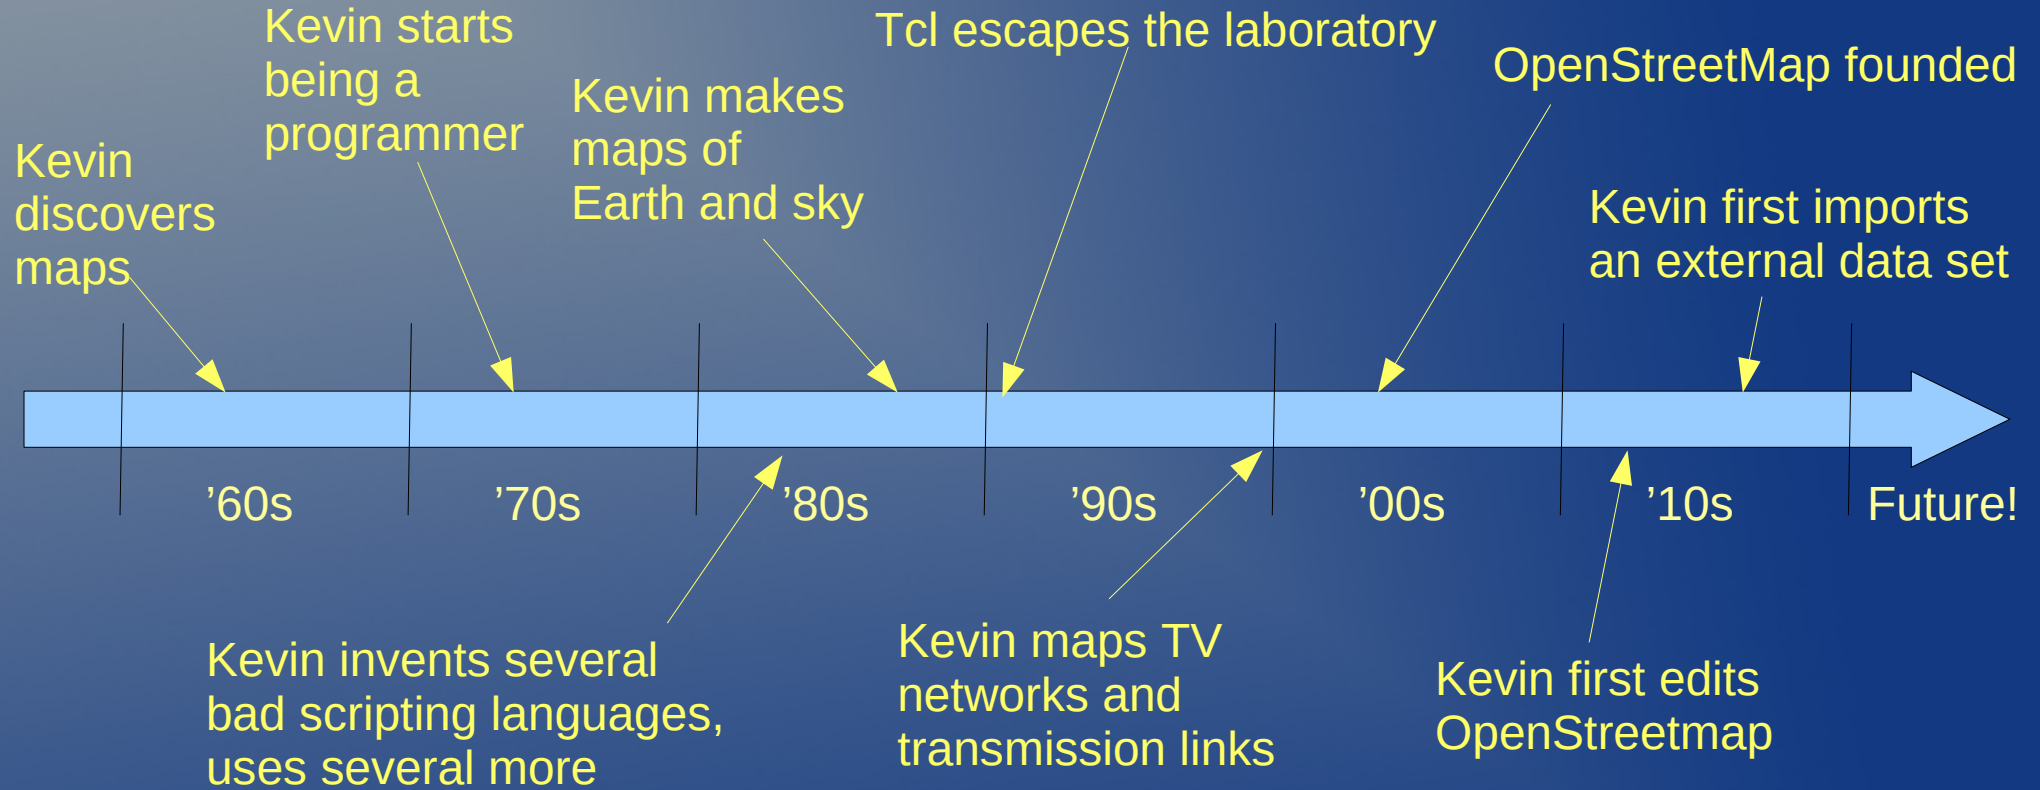 Kevin starts
being a
programmer
Tcl escapes the laboratory
OpenStreetMap founded
Kevin makes
maps of
Earth and sky
Kevin
discovers
maps
Kevin first imports
an external data set
’60s
’70s
’80s
’90s
’00s
’10s
Future!
Kevin invents several
bad scripting languages,
uses several more
Kevin maps TV
networks and
transmission links
Kevin first edits
OpenStreetmap